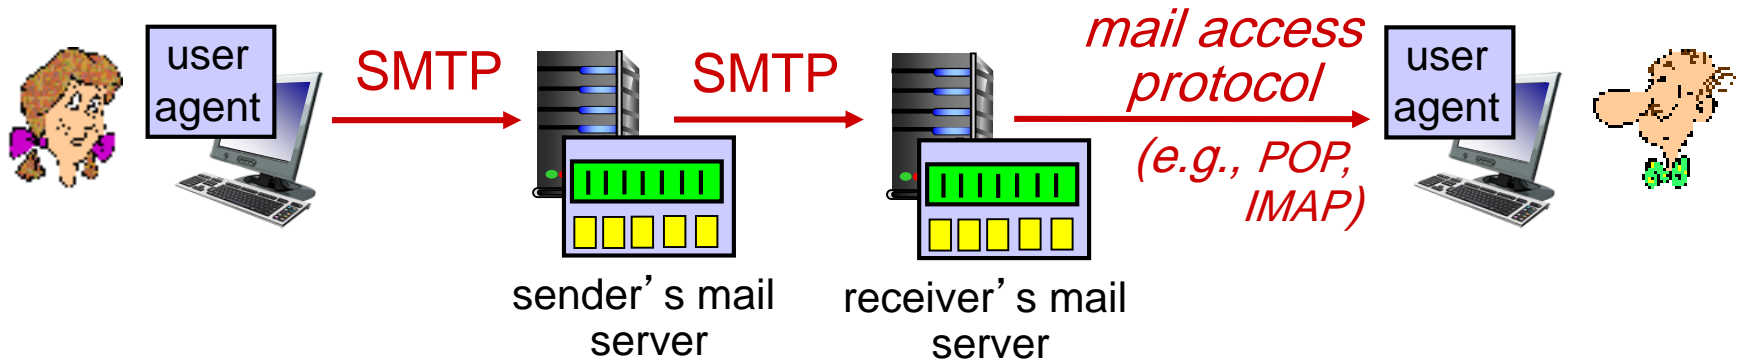 user
agent
SMTP
SMTP
mail access
protocol
(e.g., POP,
IMAP)
user
agent
sender’s mail
server
receiver’s mail
server